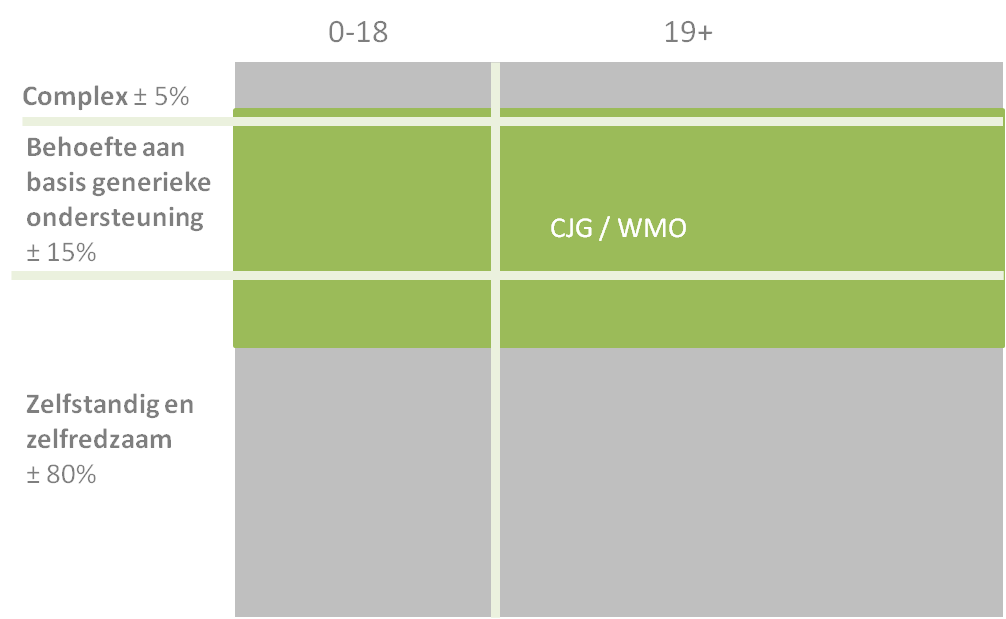 0-18
19+
Complex ± 5%
Behoefte aan
basis generieke
ondersteuning
± 15%
CJG / WMO
Zelfstandig en
zelfredzaam
± 80%